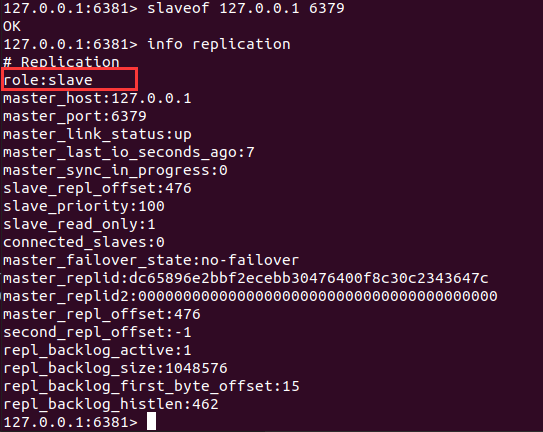 127.0.0.1:6381> slaveof 127.0.0.1 6379
OK
127.0.0.1:6381> info replication
# Replication
role:slave
master_host:127.0.0.1
master_port:6379
master_link_status:up
master_last_io_seconds_ago:7
master_sync_in_progress:0
slave_repl_offset:476
slave_priority:100
slave_read_only:1
connected_slaves:0
master_failover_state:no-failover
master_replid:dc65896e2bbf2ecebb30476400f8c30c2343647c
master_replid2:0000000000000000000000000000000000000000
master_repl_offset:476
second_repl_offset:-1
repl_backlog_active:1
repl_backlog_size:1048576
repl_backlog_first_byte_offset:15
repl_backlog_histlen:462
127.0.0.1:6381>